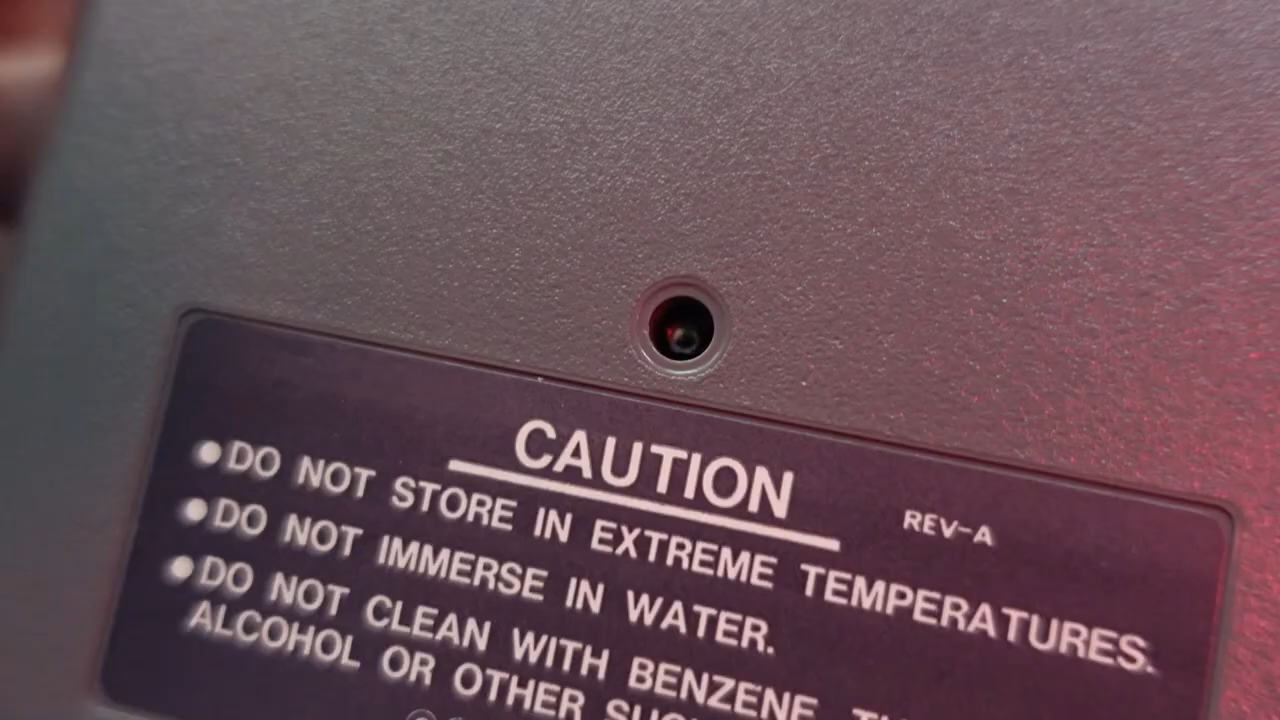 CAUTION
REV-A
●DO NOT STORE IN EXTREME TEMPERATURES.
●DO NOT IMMERSE IN WATER.
●DO NOT CLEAN WITH BENZENE,
ALCOHOL OR OTHER